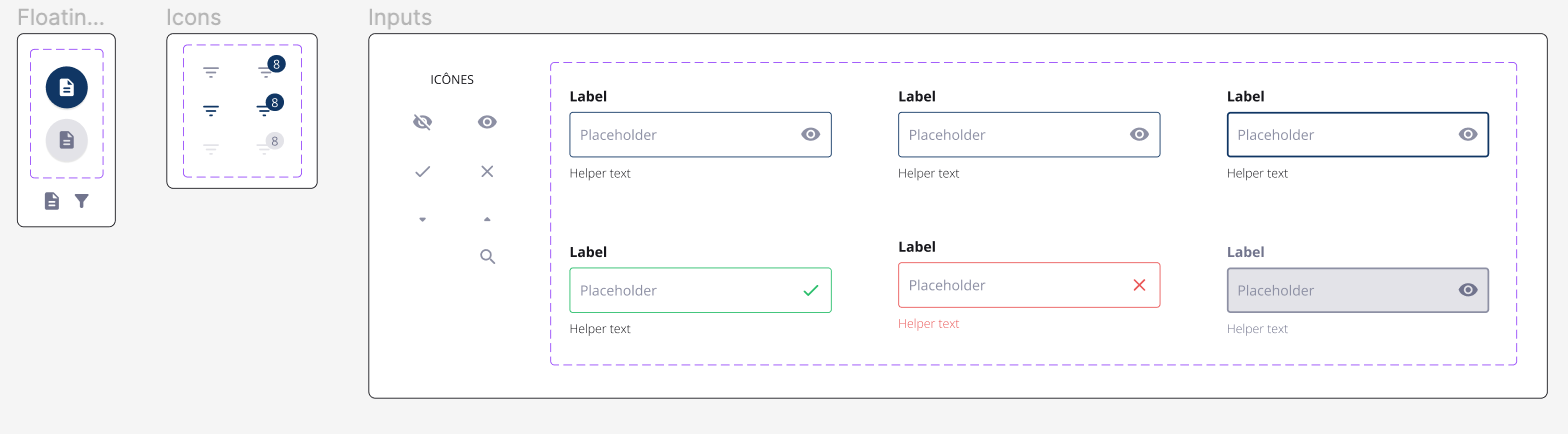 Floatin...
Icons
Inputs
8
8
8
ICÔNES
Label
Label
Label
Placeholder
Placeholder
Placeholder
Helper text
Helper text
Helper text
Label
Label
Label
Placeholder
Placeholder
Placeholder
Helper text
Helper text
Helper text